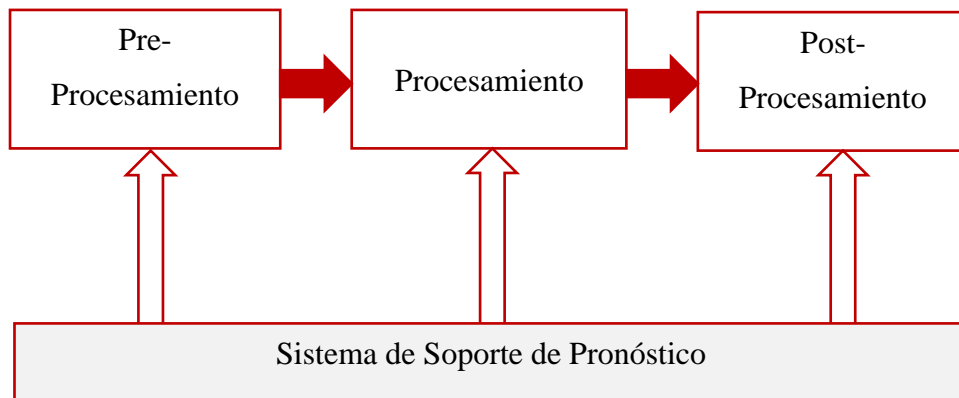 Pre-
Procesamiento
Procesamiento
Post-
Procesamiento
Sistema de Soporte de Pronóstico